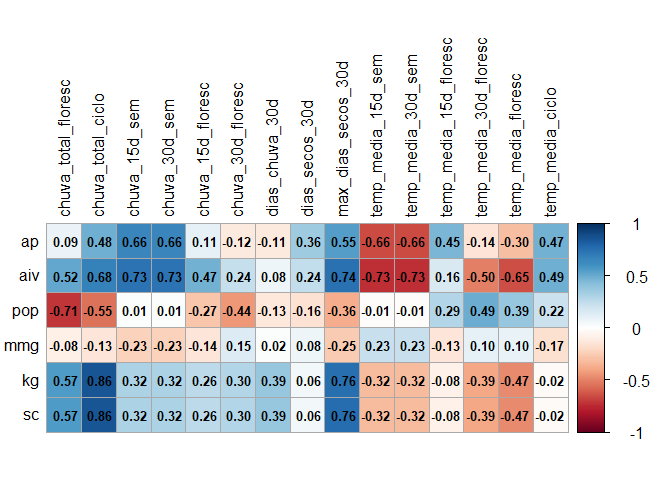 chuva_total_floresc
chuva_total_ciclo
chuva_15d_sem
chuva_30d_sem
chuva_15d_floresc
chuva_30d_floresc
dias_chuva_30d
dias_secos_30d
max_dias_secos_30d
temp_media_15d_sem
temp_media_30d_sem
temp_media_15d_floresc
temp_media_30d_floresc
temp_media_floresc
temp_media_ciclo
ap 0.09 0.48 0.66 0.66 0.11 -0.12 -0.11 0.36 0.55 -0.66 -0.66 0.45 -0.14 -0.30 0.47
aiv 0.52 0.68 0.73 0.73 0.47 0.24 0.08 0.24 0.74 -0.73 -0.73 0.16 -0.50 -0.65 0.49
pop -0.71 -0.55 0.01 0.01 -0.27 -0.44 -0.13 -0.16 -0.36 -0.01 -0.01 0.29 0.49 0.39 0.22
mmg -0.08 -0.13 -0.23 -0.23 -0.14 0.15 0.02 0.08 -0.25 0.23 0.23 -0.13 0.10 0.10 -0.17
kg 0.57 0.86 0.32 0.32 0.26 0.30 0.39 0.06 0.76 -0.32 -0.32 -0.08 -0.39 -0.47 -0.02
sc 0.57 0.86 0.32 0.32 0.26 0.30 0.39 0.06 0.76 -0.32 -0.32 -0.08 -0.39 -0.47 -0.02
1
0.5
0
-0.5
-1